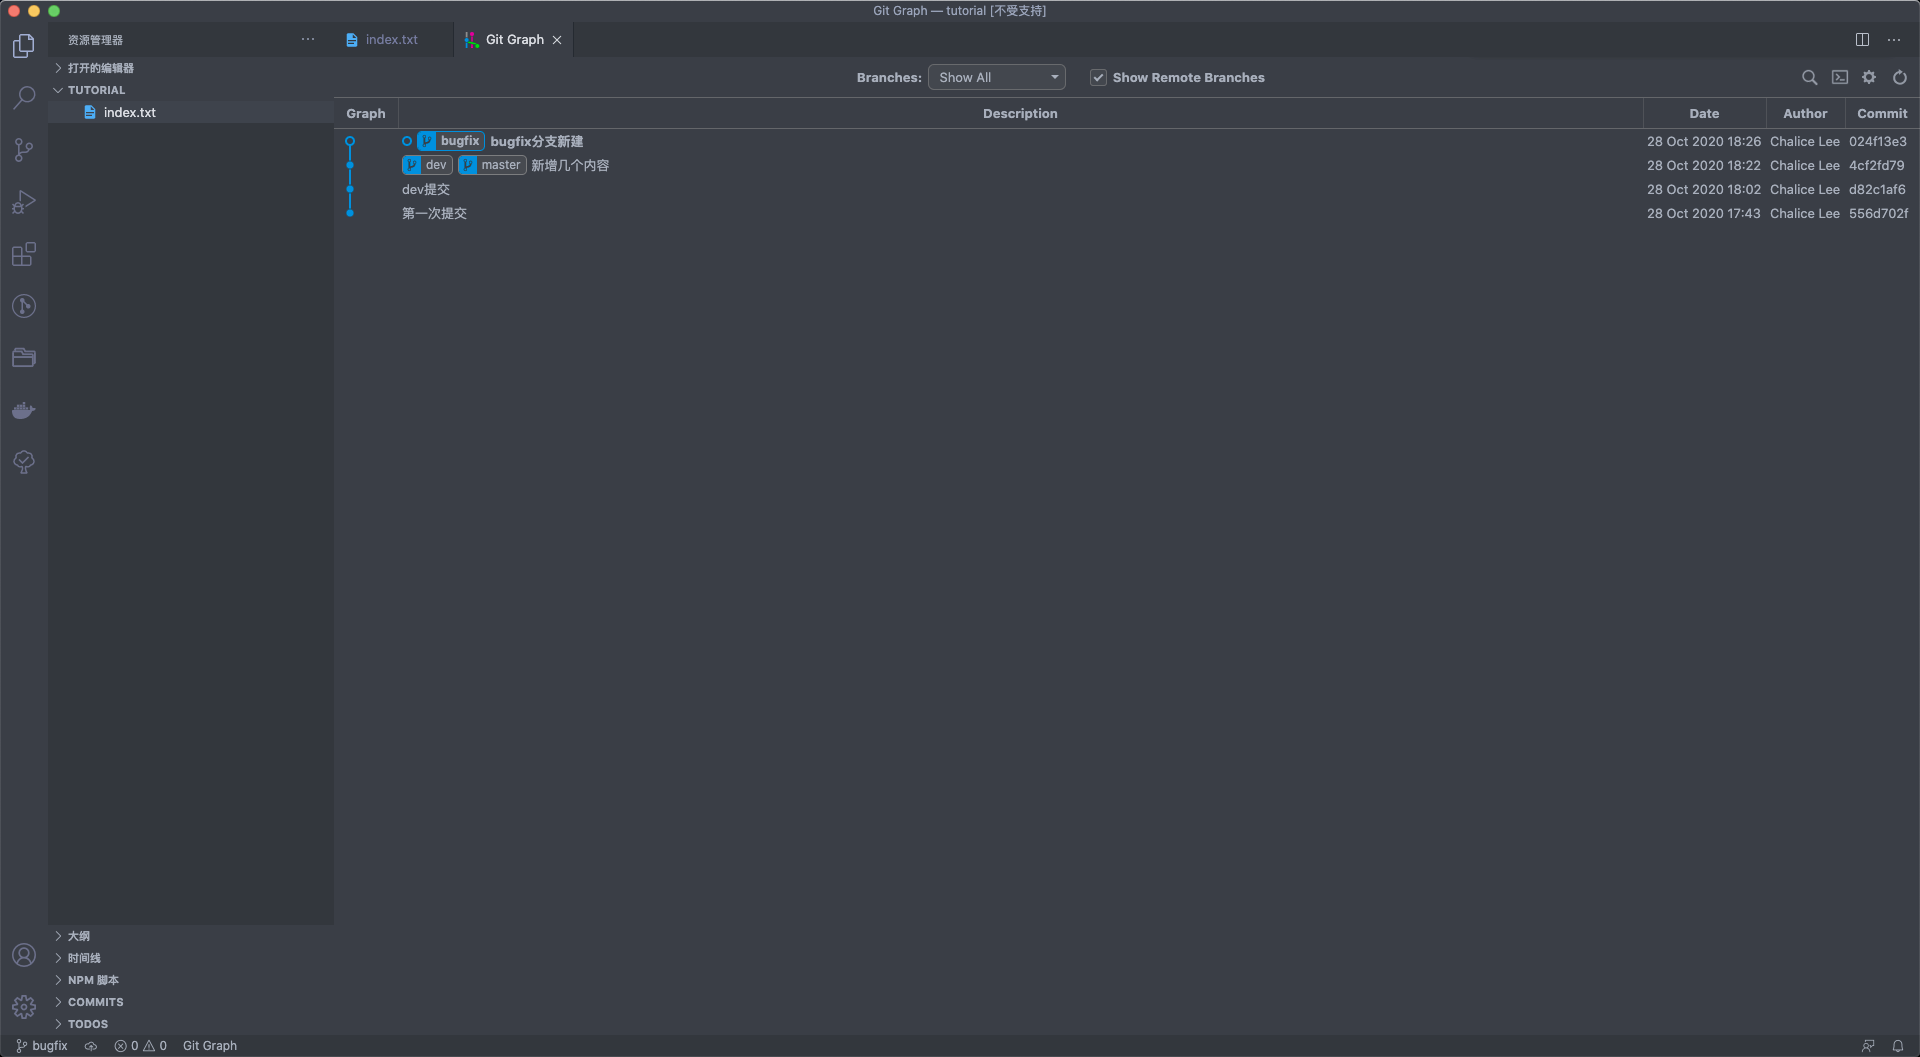 Git Graph — tutorial [不受支持]
资源管理器
index.txt
Git Graph
打开的编辑器
TUTORIAL
index.txt
Branches: Show All Show Remote Branches
Graph Description Date Author Commit
bugfix bugfix分支新建 28 Oct 2020 18:26 Chalice Lee 024f13e3
dev master 新增几个内容 28 Oct 2020 18:22 Chalice Lee 4cf2fd79
dev提交 28 Oct 2020 18:02 Chalice Lee d82c1af6
第一次提交 28 Oct 2020 17:43 Chalice Lee 556d702f
大纲
时间线
NPM 脚本
COMMITS
TODOS
bugfix 0 0 Git Graph